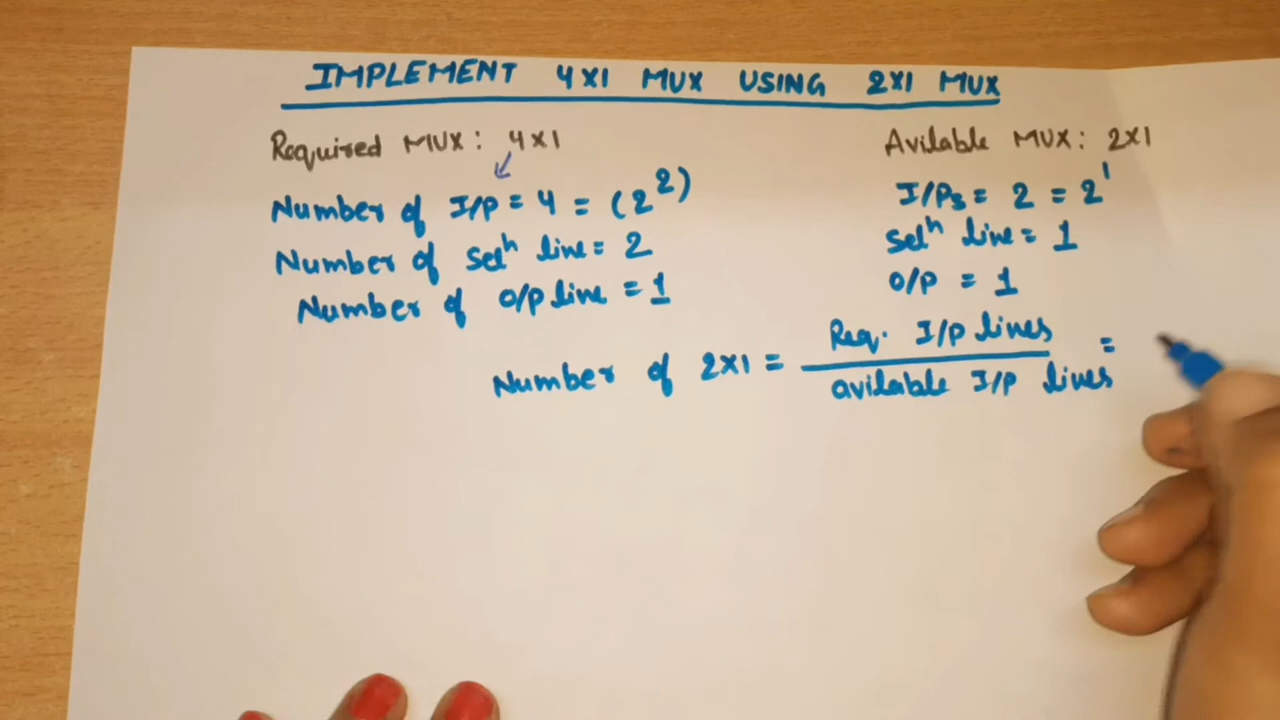 IMPLEMENT 4X1 MUX USING 2X1 MUX
Required MUX: 4X1
Number of I/P = 4 = (2²)
Number of selⁿ line = 2
Number of O/P line = 1
Avilable MUX: 2X1
I/Ps = 2 = 2¹
selⁿ line = 1
O/P = 1
Number of 2X1 = Req. I/P lines =
avilable I/P lines